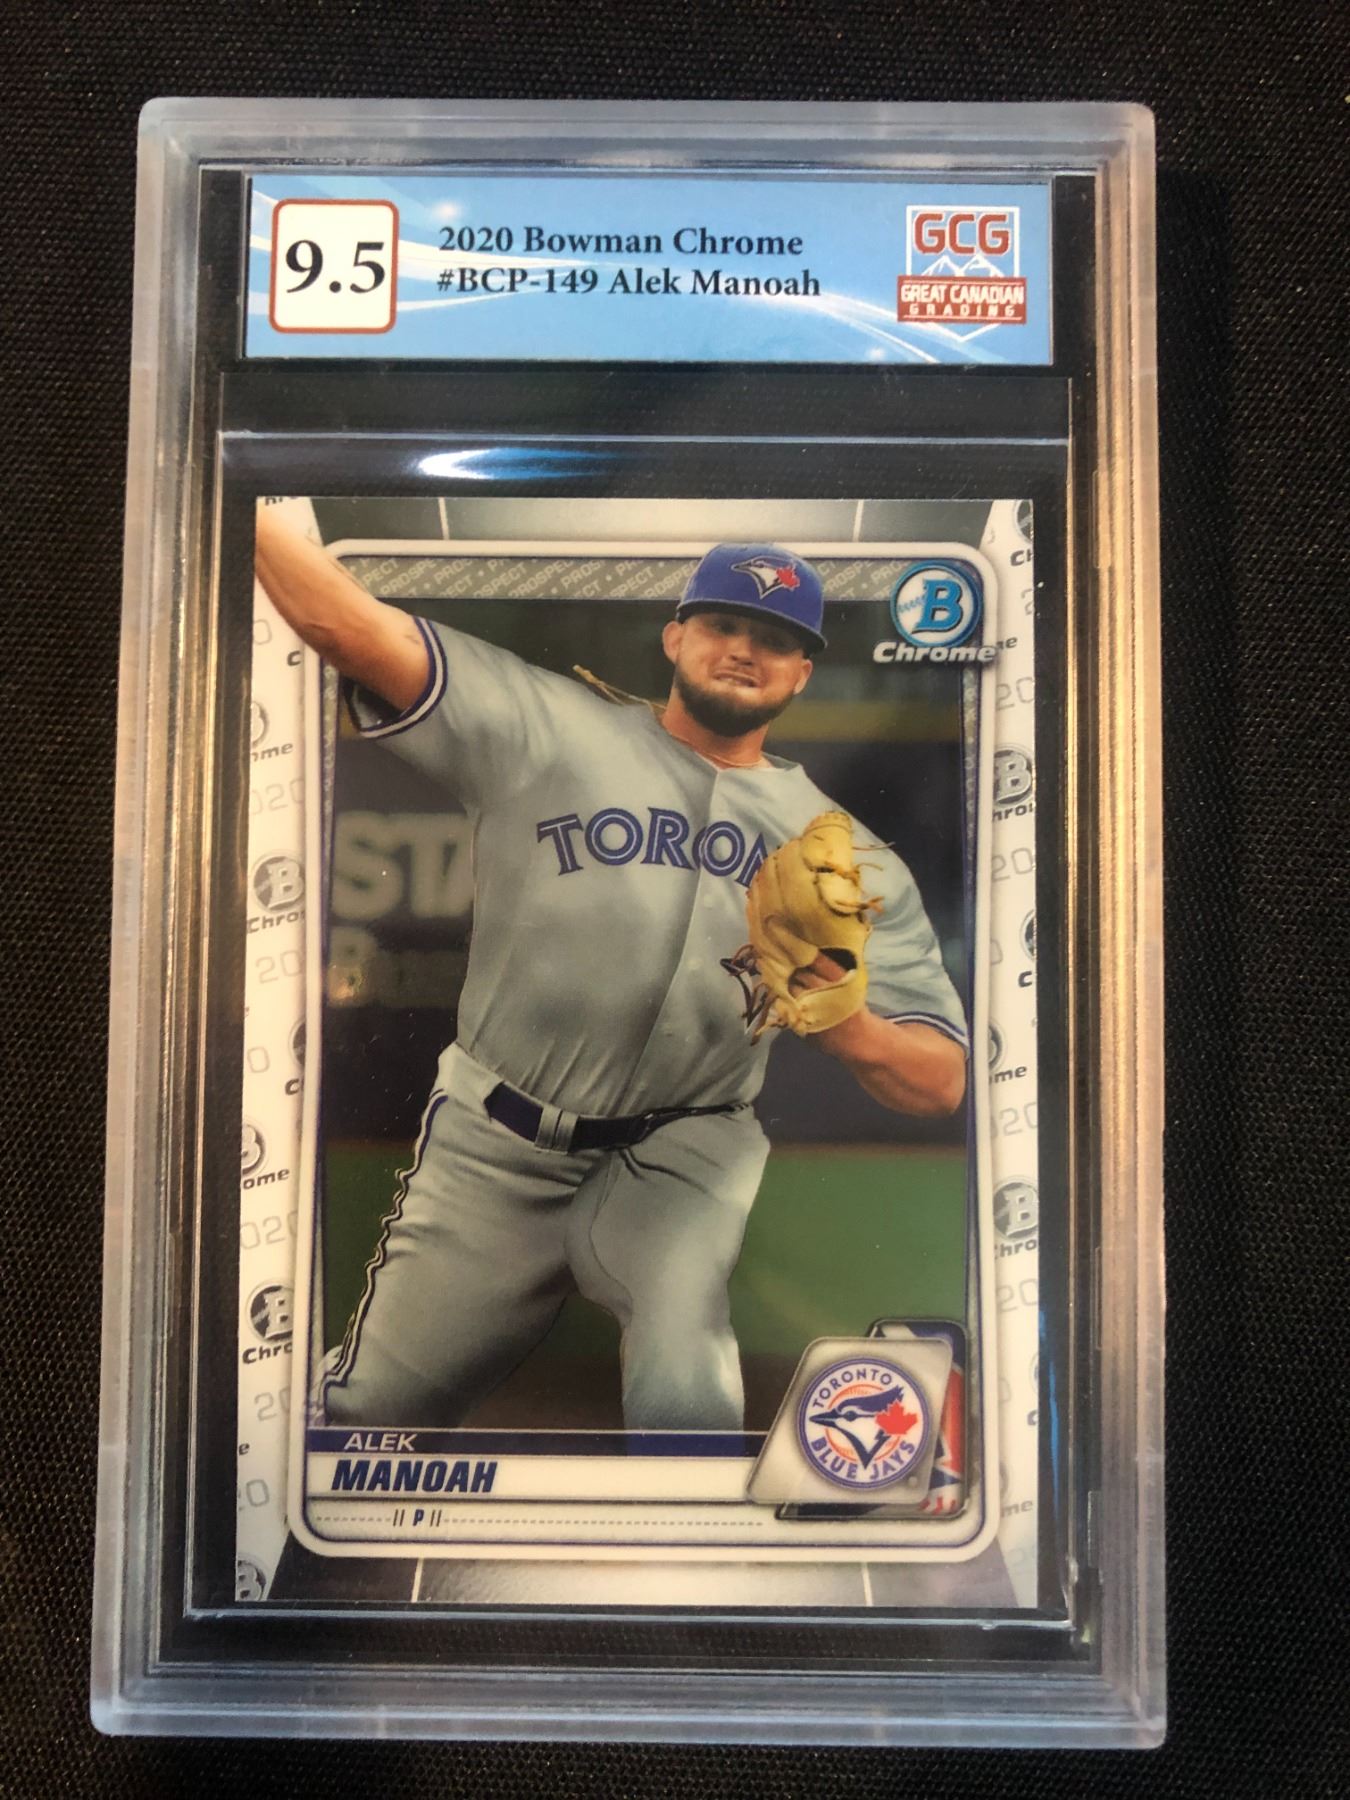 9.5
2020 Bowman Chrome
#BCP-149 Alek Manoah
GCG
GREAT CANADIAN
GRADING
B
Chrome
TORON
STA
ALEK
MANOAH
P
TORONTO
BLUE JAYS